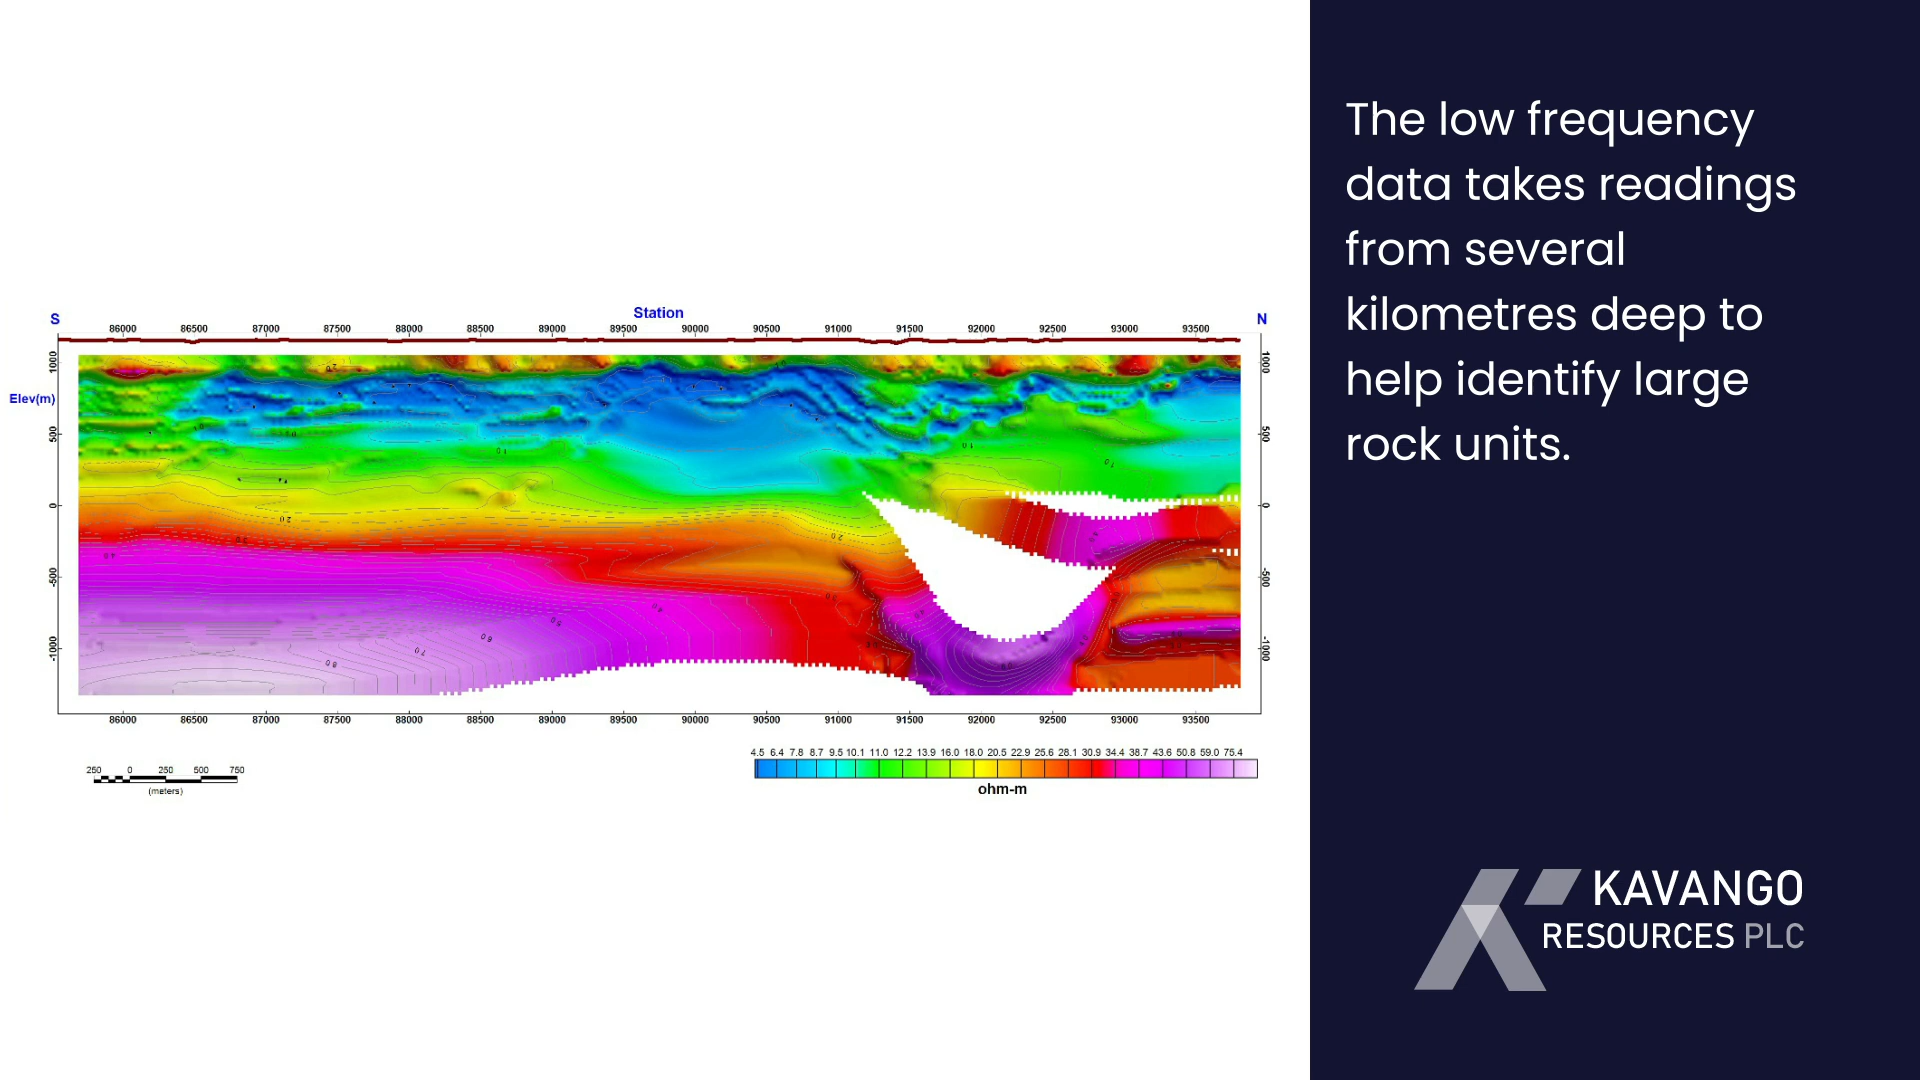 Station
S
N
86000 86500 87000 87500 88000 88500 89000 89500 90000 90500 91000 91500 92000 92500 93000 93500
1000
500
0
-500
-1000
Elev(m)
1000
500
0
-500
-1000
86000 86500 87000 87500 88000 88500 89000 89500 90000 90500 91000 91500 92000 92500 93000 93500
250 0 250 500 750
(meters)
4.5 6.4 7.8 8.7 9.5 10.1 11.0 12.2 13.9 16.0 18.0 20.5 22.9 25.6 28.1 30.9 34.4 38.7 43.6 50.8 59.0 75.4
ohm-m
The low frequency
data takes readings
from several
kilometres deep to
help identify large
rock units.
KAVANGO
RESOURCES PLC